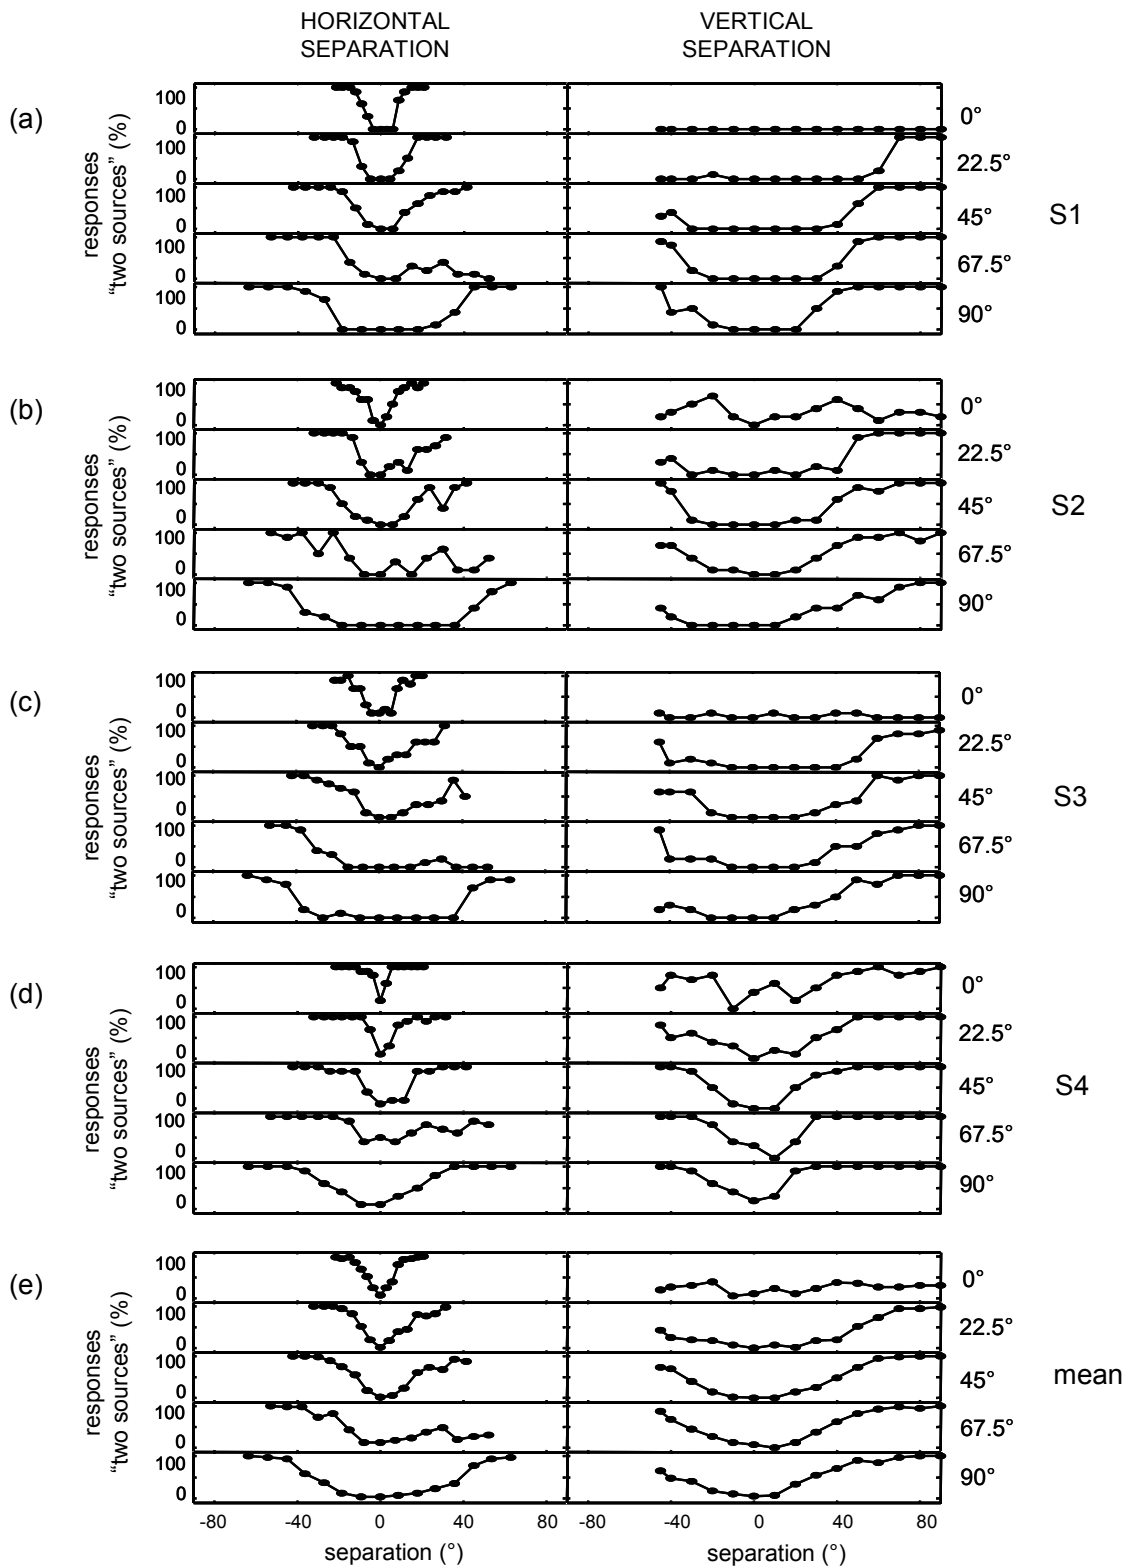 HORIZONTAL
SEPARATION
VERTICAL
SEPARATION
(a)
responses
“two sources” (%)
100
0
100
0
100
0
100
0
100
0
0°
22.5°
45°
67.5°
90°
S1
(b)
responses
“two sources” (%)
100
0
100
0
100
0
100
0
100
0
0°
22.5°
45°
67.5°
90°
S2
(c)
responses
“two sources” (%)
100
0
100
0
100
0
100
0
100
0
0°
22.5°
45°
67.5°
90°
S3
(d)
responses
“two sources” (%)
100
0
100
0
100
0
100
0
100
0
0°
22.5°
45°
67.5°
90°
S4
(e)
responses
“two sources” (%)
100
0
100
0
100
0
100
0
100
0
0°
22.5°
45°
67.5°
90°
mean
-80 -40 0 40 80
separation (°)
-80 -40 0 40 80
separation (°)